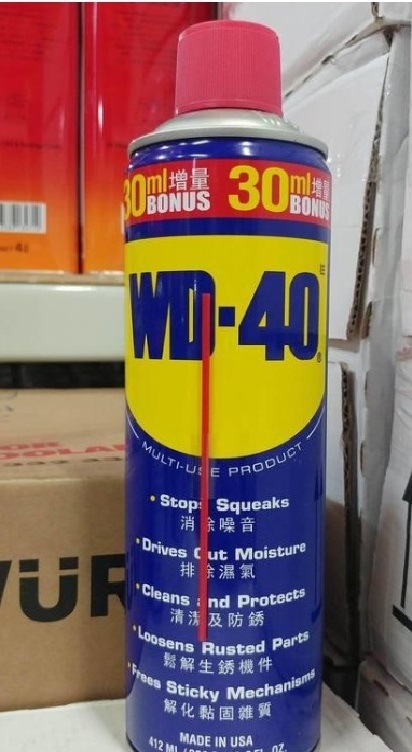 30ml增量 30ml增量
BONUS BONUS
WD-40®
MULTI-USE PRODUCT
• Stops Squeaks
消除噪音
• Drives Out Moisture
排除濕氣
• Cleans and Protects
清潔及防銹
• Loosens Rusted Parts
鬆解生銹機件
• Frees Sticky Mechanisms
解化黏固雜質
MADE IN USA
412 ML
WÜR